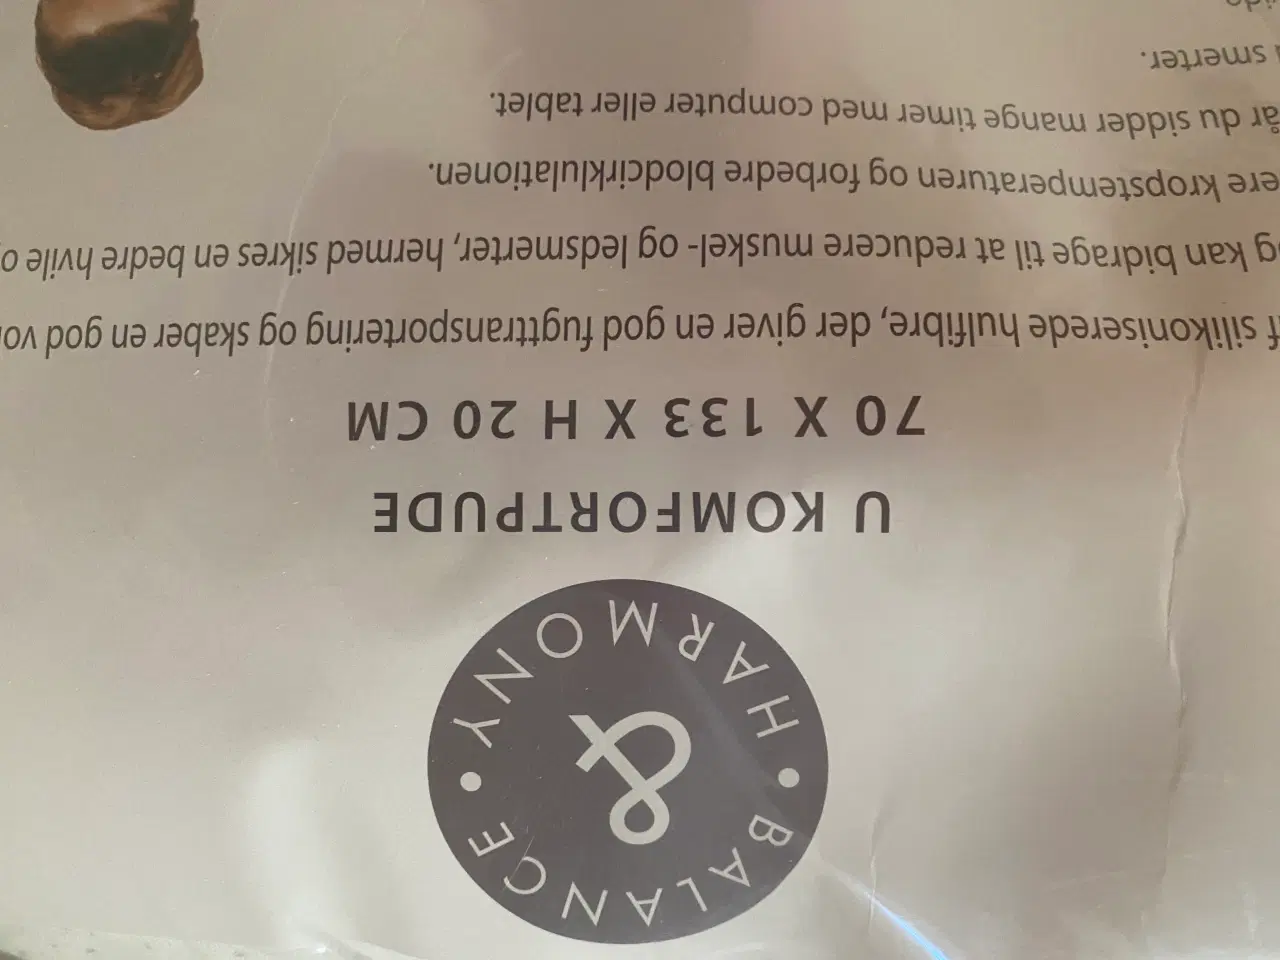 BALANCE
&
HARMONY
U KOMFORTPUDE
70 X 133 X H 20 CM
silikoniserede hulfibre, der giver en god fugttransportering og skaber en god
kan bidrage til at reducere muskel- og ledsmerter, hermed sikres en bedre hvile
kropstemperaturen og forbedre blodcirkulationen.
du sidder mange timer med computer eller tablet.
smerter.